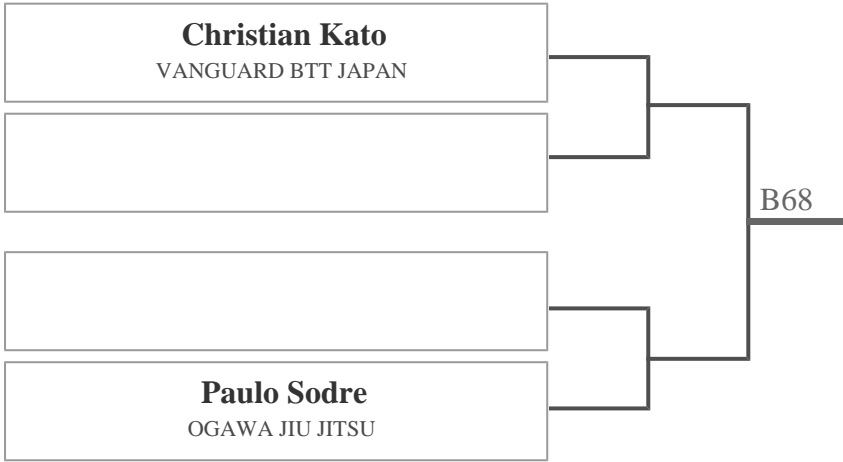 Christian Kato
VANGUARD BTT JAPAN
B68
Paulo Sodre
OGAWA JIU JITSU